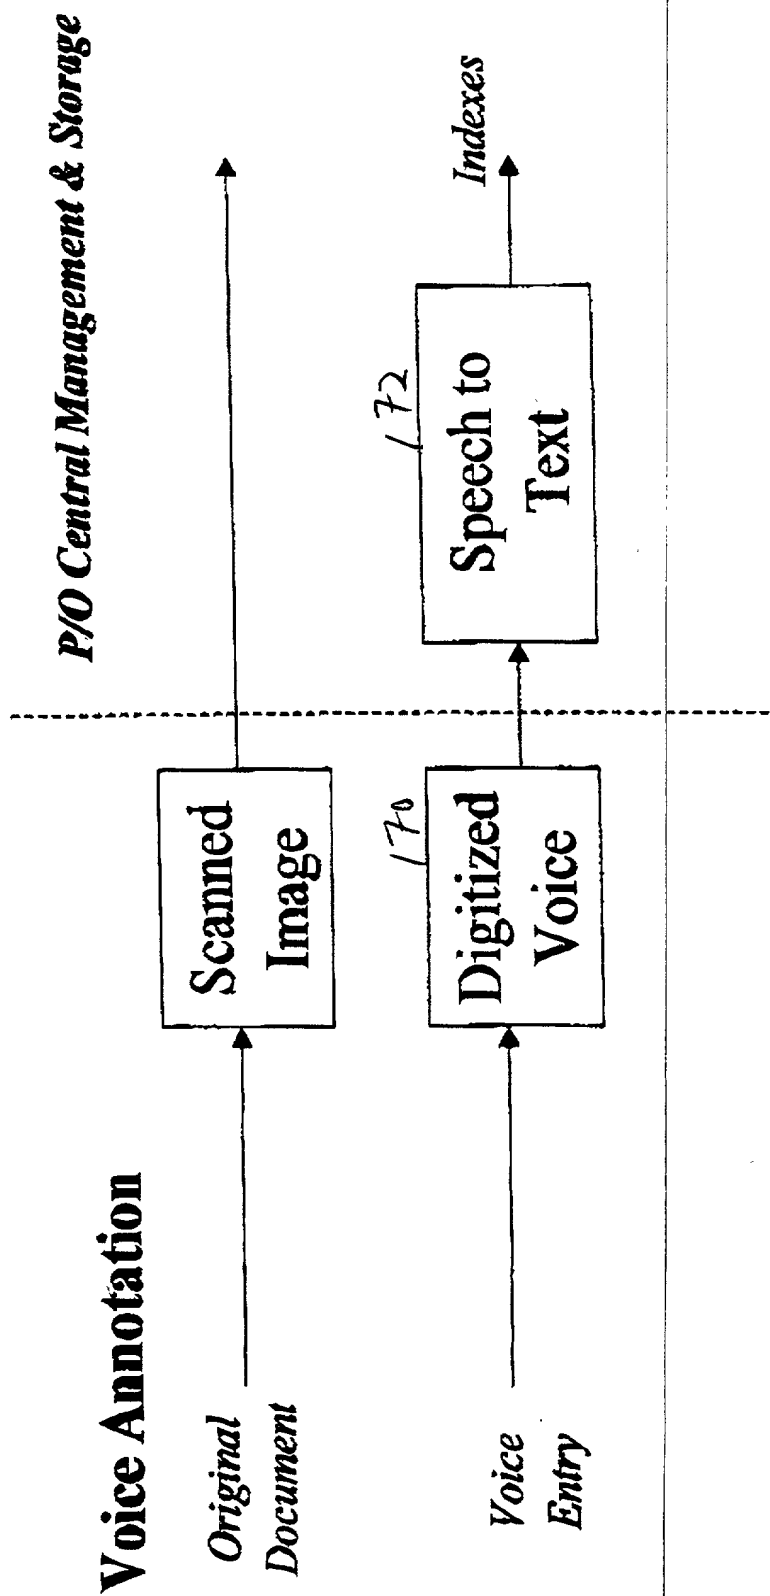 Voice Annotation
P/O Central Management & Storage
Original
Document
Scanned
Image
Voice
Entry
170
Digitized
Voice
172
Speech to
Text
Indexes